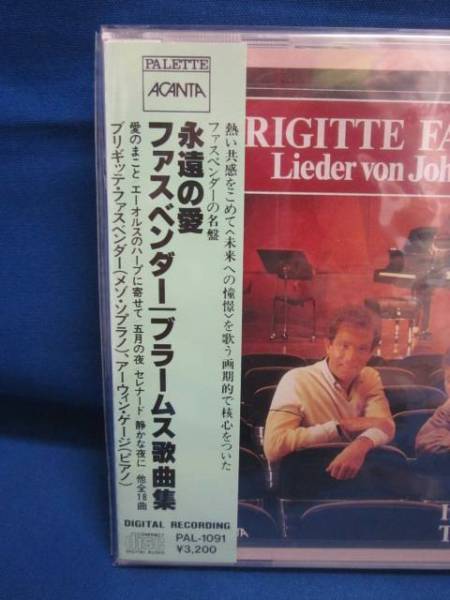 PALETTE
ACANTA
熱い共感をこめて〈未来への憧憬〉を歌う画期的で核心をついた
ファスベンダーの名盤
永遠の愛
ファスベンダー/ブラームス歌曲集
愛のまこと エーオルスのハープに寄せて 五月の夜 セレナード 静かな夜に 他全18曲
ブリギッテ・ファスベンダー(メゾ・ソプラノ)、アーウィン・ゲージ(ピアノ)
DIGITAL RECORDING
COMPACT
disc
DIGITAL AUDIO
PAL-1091
¥3,200
RIGITTE FA
Lieder von Joh
ANTA